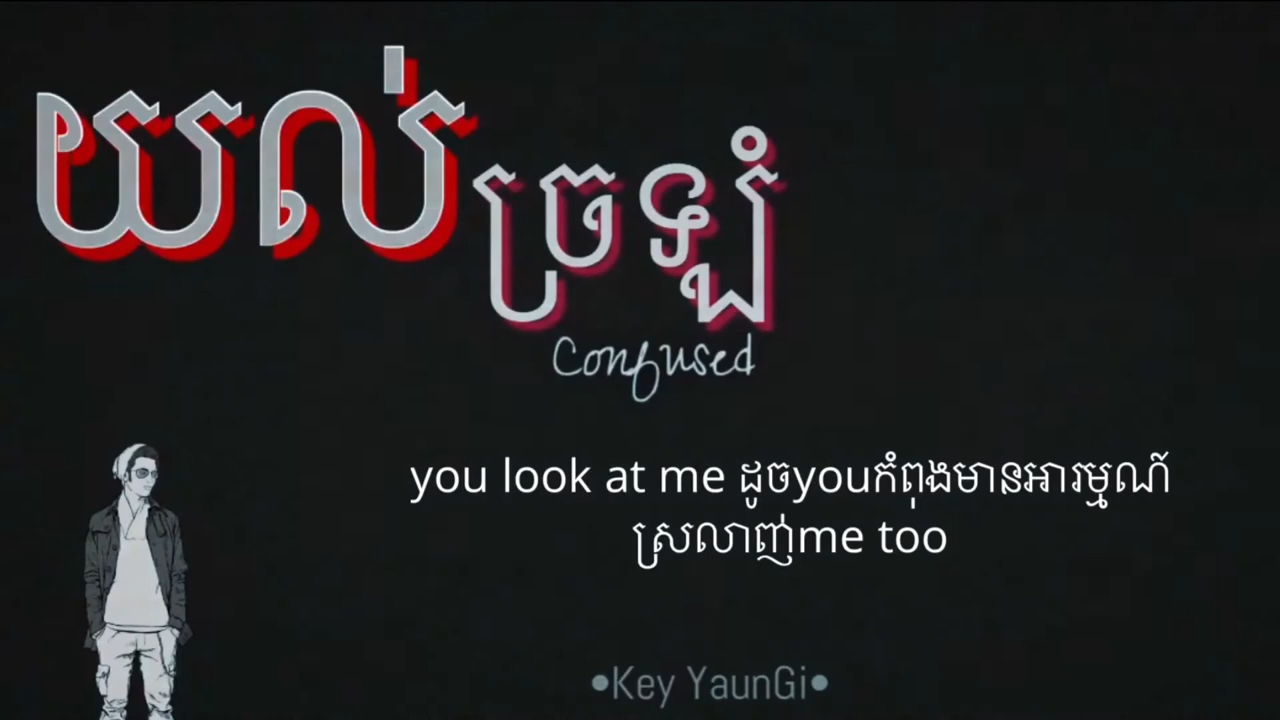 យល់ច្រឡំ
Confused
you look at me ដូចyouកំពុងមានអារម្មណ៍
ស្រលាញ់me too
•Key YaunGi•